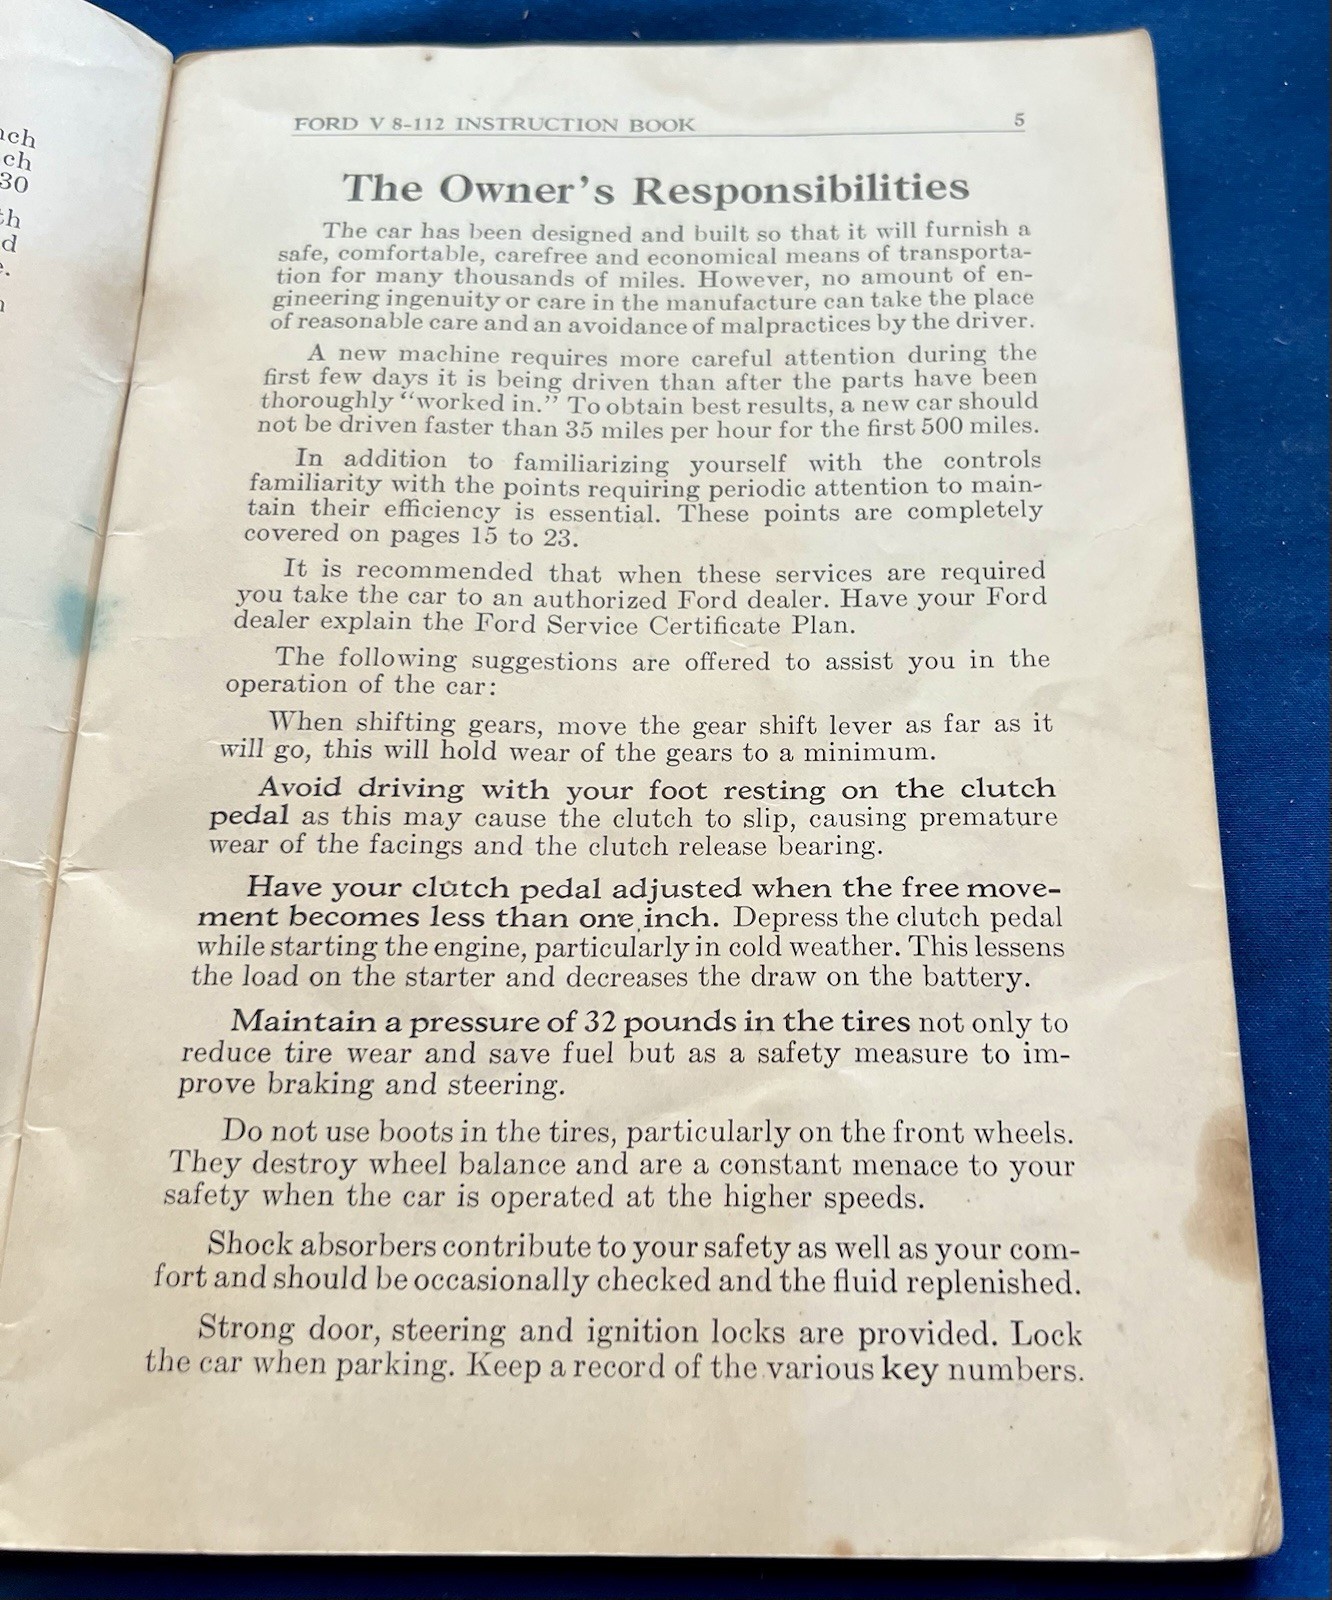 nch
ch
30
th
d
e.
n
FORD V 8-112 INSTRUCTION BOOK 5
The Owner's Responsibilities
The car has been designed and built so that it will furnish a
safe, comfortable, carefree and economical means of transporta-
tion for many thousands of miles. However, no amount of en-
gineering ingenuity or care in the manufacture can take the place
of reasonable care and an avoidance of malpractices by the driver.
A new machine requires more careful attention during the
first few days it is being driven than after the parts have been
thoroughly "worked in." To obtain best results, a new car should
not be driven faster than 35 miles per hour for the first 500 miles.
In addition to familiarizing yourself with the controls
familiarity with the points requiring periodic attention to main-
tain their efficiency is essential. These points are completely
covered on pages 15 to 23.
It is recommended that when these services are required
you take the car to an authorized Ford dealer. Have your Ford
dealer explain the Ford Service Certificate Plan.
The following suggestions are offered to assist you in the
operation of the car:
When shifting gears, move the gear shift lever as far as it
will go, this will hold wear of the gears to a minimum.
Avoid driving with your foot resting on the clutch
pedal as this may cause the clutch to slip, causing premature
wear of the facings and the clutch release bearing.
Have your clutch pedal adjusted when the free move-
ment becomes less than one inch. Depress the clutch pedal
while starting the engine, particularly in cold weather. This lessens
the load on the starter and decreases the draw on the battery.
Maintain a pressure of 32 pounds in the tires not only to
reduce tire wear and save fuel but as a safety measure to im-
prove braking and steering.
Do not use boots in the tires, particularly on the front wheels.
They destroy wheel balance and are a constant menace to your
safety when the car is operated at the higher speeds.
Shock absorbers contribute to your safety as well as your com-
fort and should be occasionally checked and the fluid replenished.
Strong door, steering and ignition locks are provided. Lock
the car when parking. Keep a record of the various key numbers.